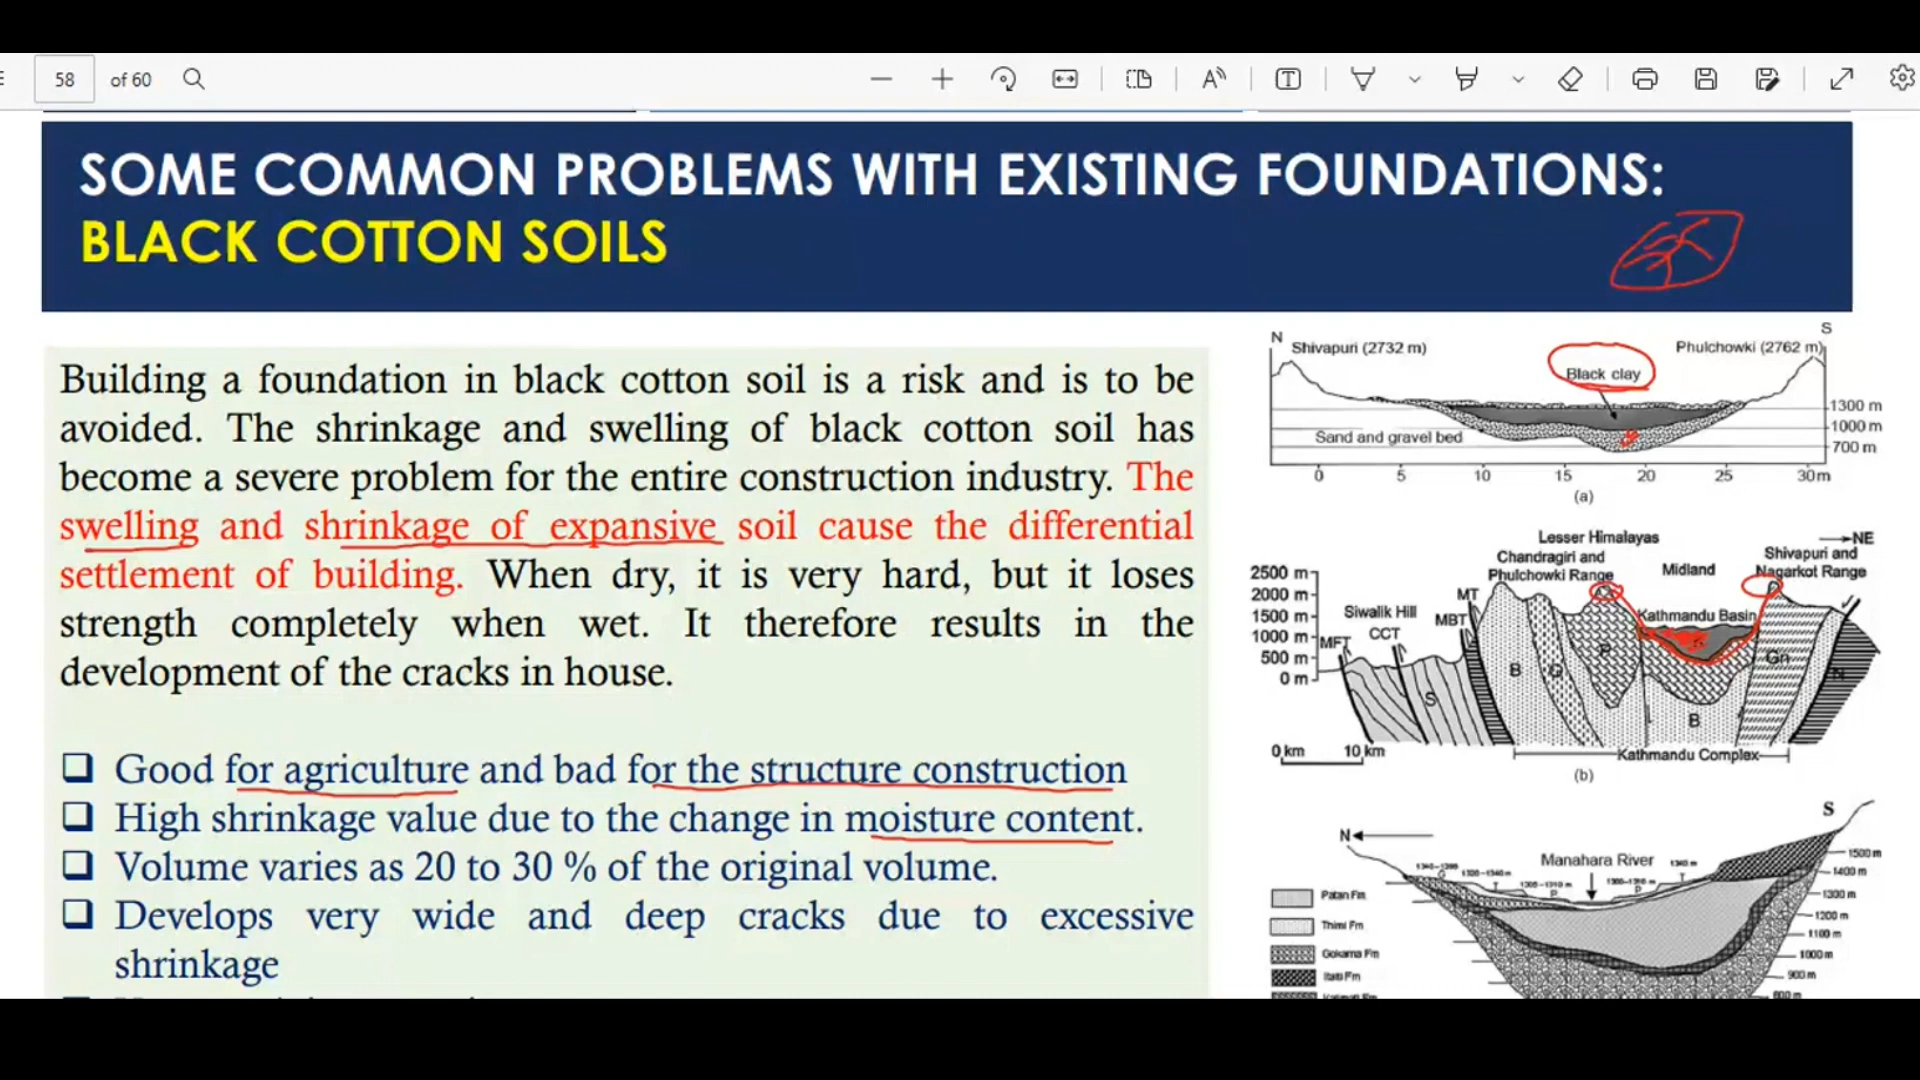 58 of 60
SOME COMMON PROBLEMS WITH EXISTING FOUNDATIONS:
BLACK COTTON SOILS
Building a foundation in black cotton soil is a risk and is to be
avoided. The shrinkage and swelling of black cotton soil has
become a severe problem for the entire construction industry. The
swelling and shrinkage of expansive soil cause the differential
settlement of building. When dry, it is very hard, but it loses
strength completely when wet. It therefore results in the
development of the cracks in house.
Good for agriculture and bad for the structure construction
High shrinkage value due to the change in moisture content.
Volume varies as 20 to 30 % of the original volume.
Develops very wide and deep cracks due to excessive
shrinkage
N S
Shivapuri (2732 m) Phulchowki (2762 m)
Black clay
1300 m
1000 m
Sand and gravel bed
700 m
0 5 10 15 20 25 30m
(a)
Lesser Himalayas NE
Chandragiri and Shivapuri and
Phulchowki Range Midland Nagarkot Range
2500 m
2000 m
1500 m
1000 m
500 m
0 m
Siwalik Hill MT
Kathmandu Basin
MFT CCT MBT
S B G P B Gn N
0 km 10 km
Kathmandu Complex
(b)
S
N
Manahara River
1340 m
1500 m
1400 m
1300 m
1200 m
1100 m
1000 m
900 m
Patan Fm
Thimi Fm
Gokarna Fm
Itaiti Fm